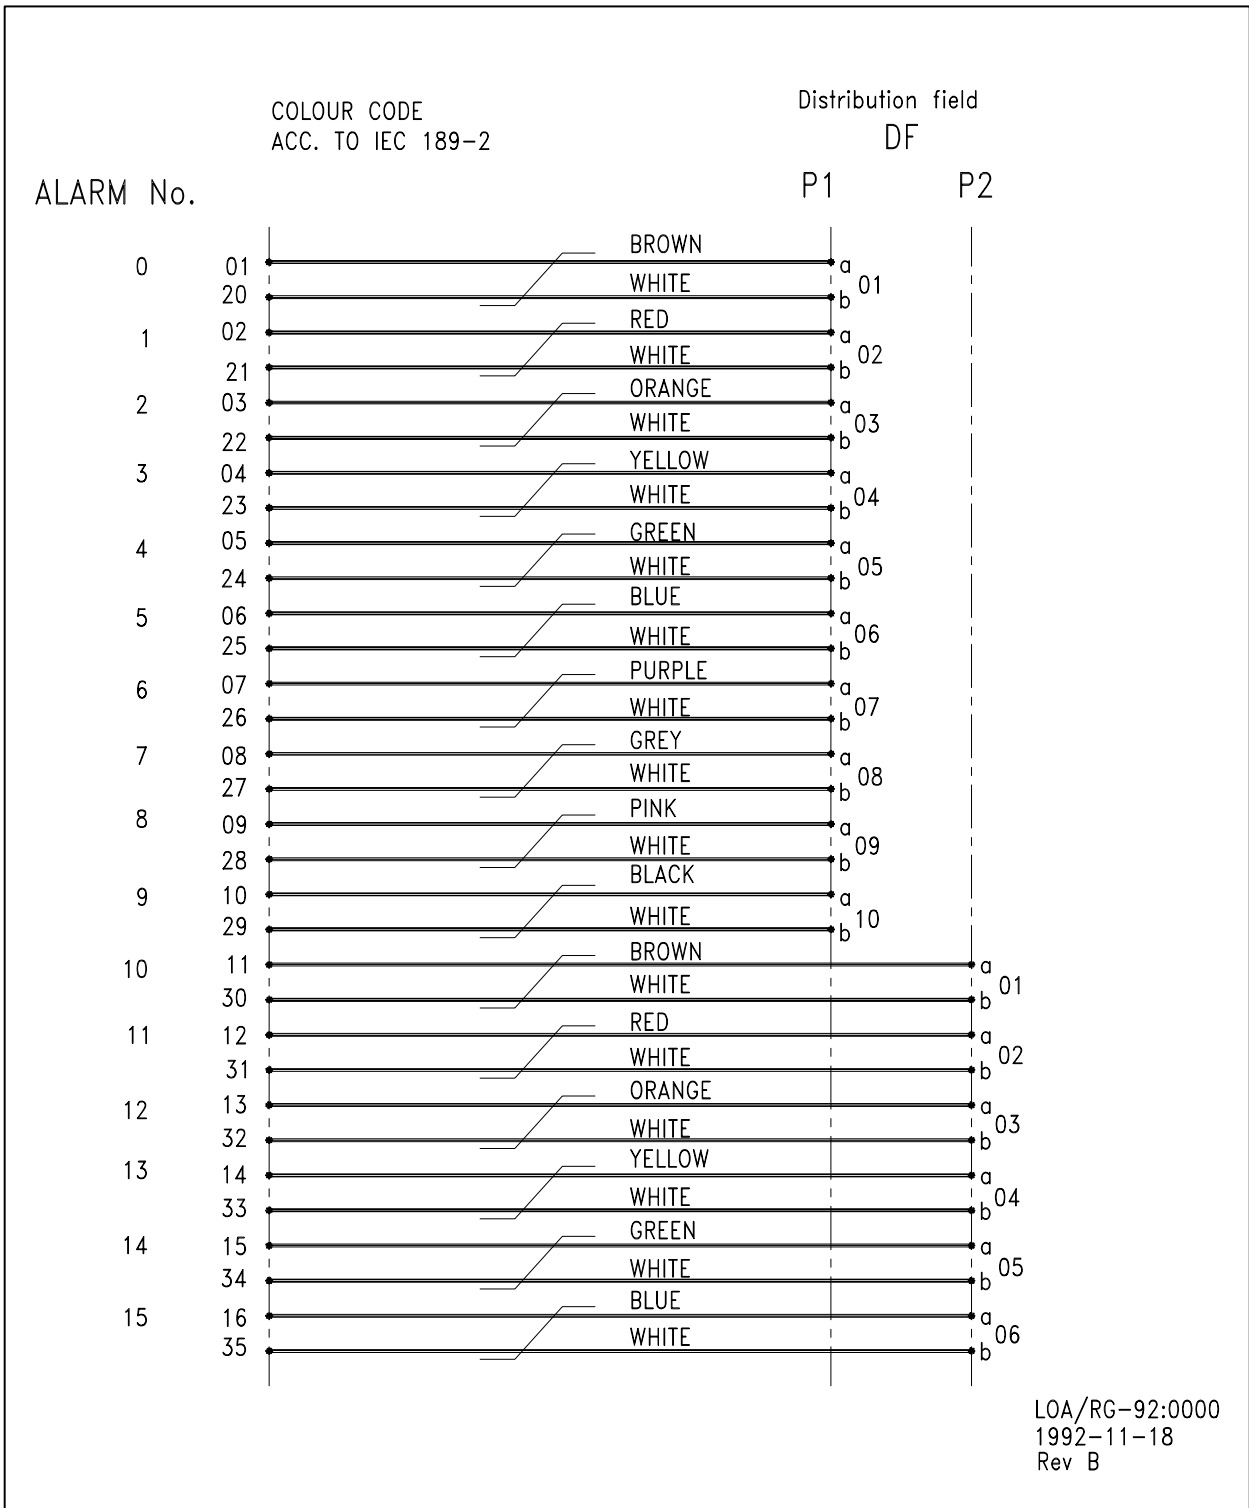 COLOUR CODE
ACC. TO IEC 189-2
Distribution field
DF
ALARM No.
P1 P2
BROWN
0 01 a
WHITE 01
20 b
RED
1 02 a
WHITE 02
21 b
ORANGE
2 03 a
WHITE 03
22 b
YELLOW
3 04 a
WHITE 04
23 b
GREEN
4 05 a
WHITE 05
24 b
BLUE
5 06 a
WHITE 06
25 b
PURPLE
6 07 a
WHITE 07
26 b
GREY
7 08 a
WHITE 08
27 b
PINK
8 09 a
WHITE 09
28 b
BLACK
9 10 a
WHITE 10
29 b
BROWN
10 11 a
WHITE 01
30 b
RED
11 12 a
WHITE 02
31 b
ORANGE
12 13 a
WHITE 03
32 b
YELLOW
13 14 a
WHITE 04
33 b
GREEN
14 15 a
WHITE 05
34 b
BLUE
15 16 a
WHITE 06
35 b
LOA/RG-92:0000
1992-11-18
Rev B